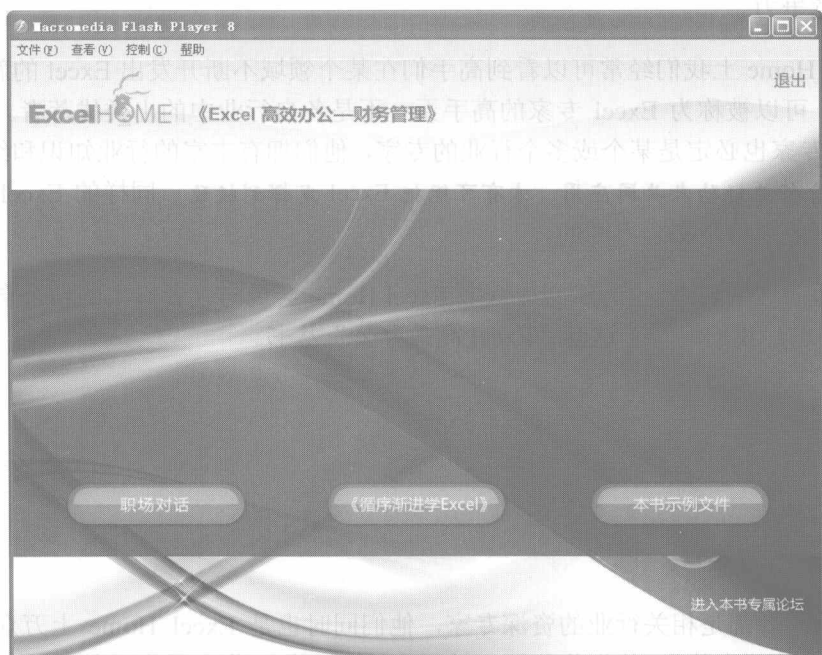 Macromedia Flash Player 8
文件(F) 查看(V) 控制(C) 帮助
退出
ExcelHOME 《Excel 高效办公—财务管理》
职场对话 《循序渐进学Excel》 本书示例文件
进入本书专属论坛